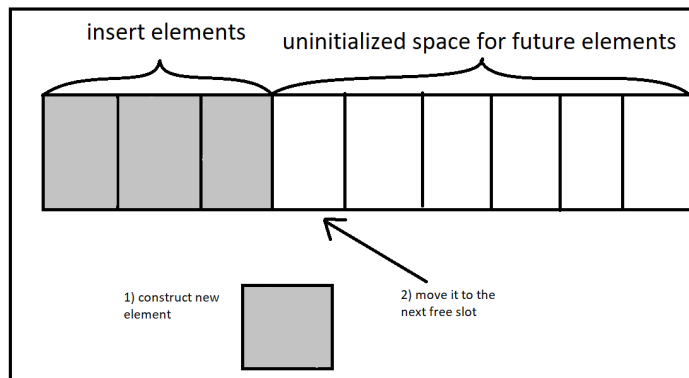 insert elements
uninitialized space for future elements
1) construct new
element
2) move it to the
next free slot